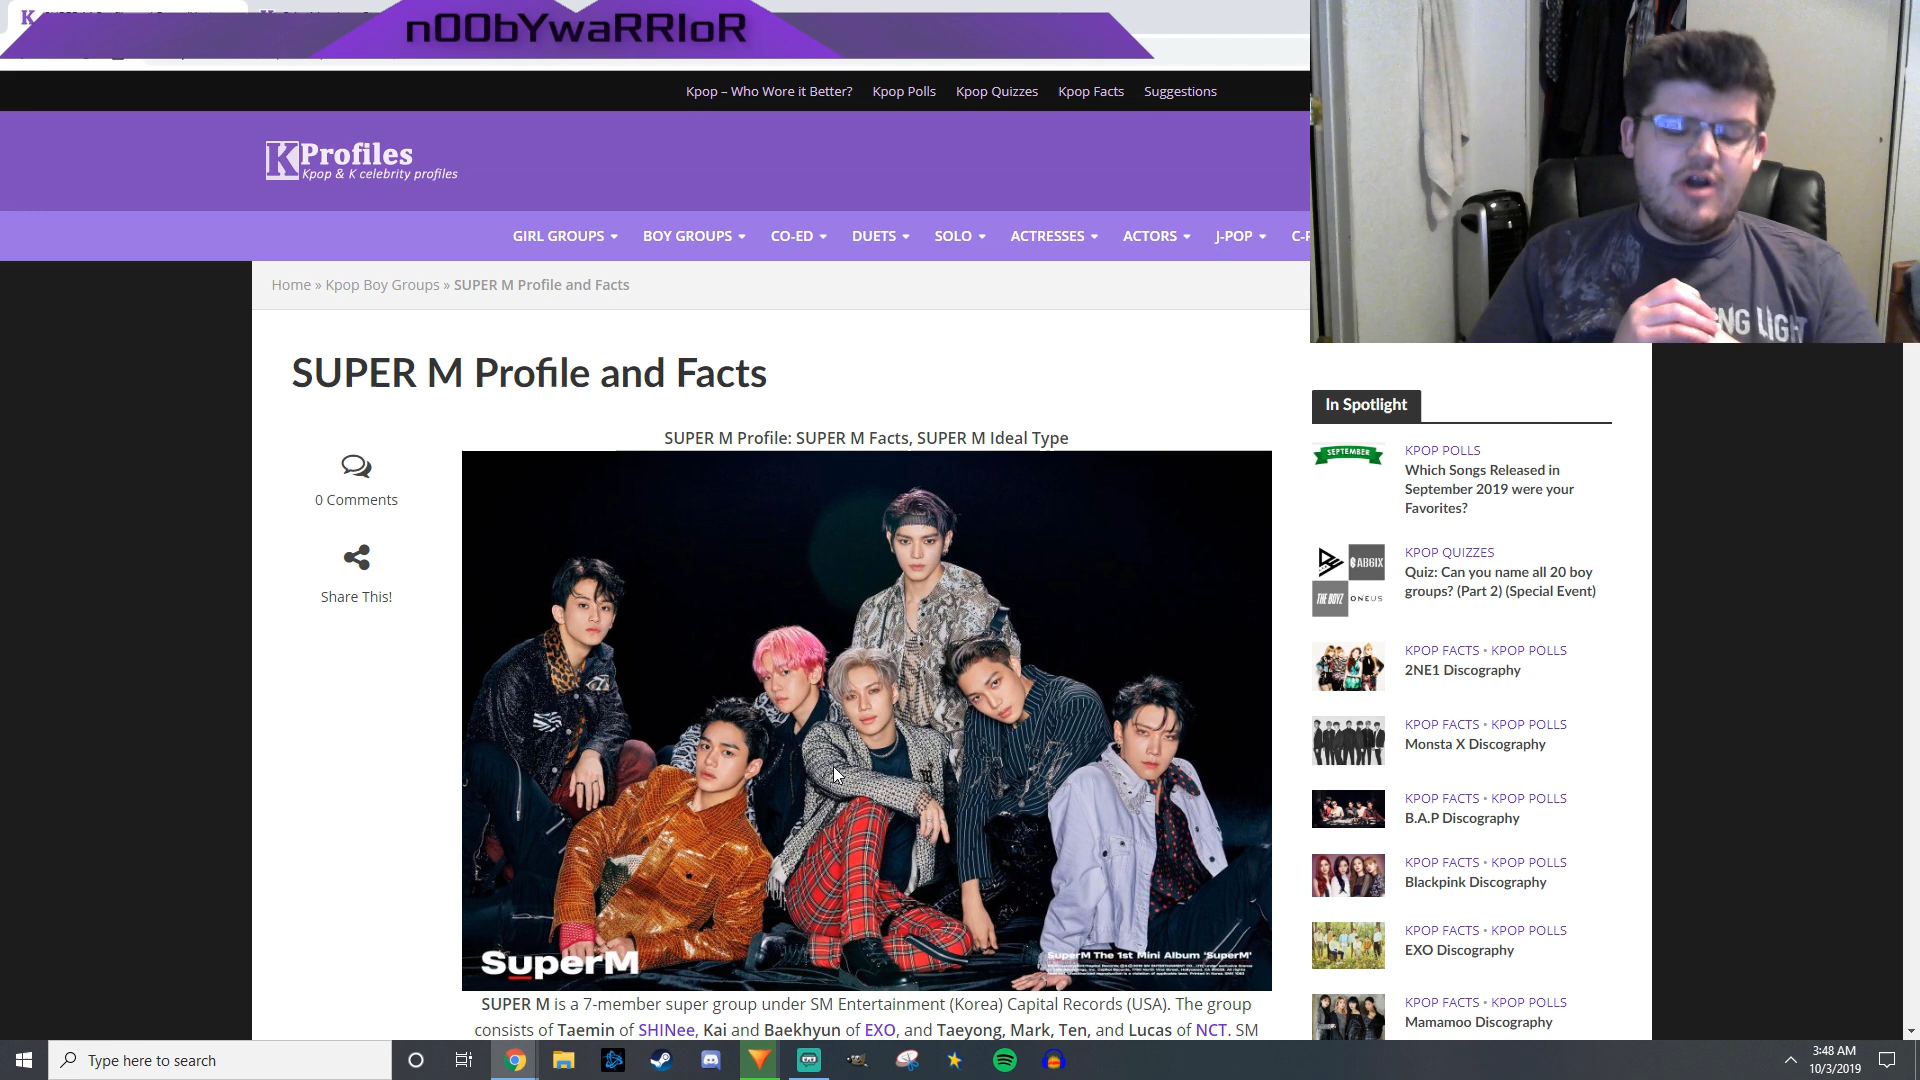 n00bYwaRRIoR
Kpop – Who Wore it Better? Kpop Polls Kpop Quizzes Kpop Facts Suggestions
KProfiles
Kpop & K celebrity profiles
GIRL GROUPS BOY GROUPS CO-ED DUETS SOLO ACTRESSES ACTORS J-POP
Home » Kpop Boy Groups » SUPER M Profile and Facts
SUPER M Profile and Facts
0 Comments
Share This!
SUPER M Profile: SUPER M Facts, SUPER M Ideal Type
SuperM
SuperM The 1st Mini Album 'SuperM'
SUPER M is a 7-member super group under SM Entertainment (Korea) Capital Records (USA). The group
consists of Taemin of SHINee, Kai and Baekhyun of EXO, and Taeyong, Mark, Ten, and Lucas of NCT. SM
LIGHT
In Spotlight
SEPTEMBER
KPOP POLLS
Which Songs Released in
September 2019 were your
Favorites?
AB6IX
THE BOYZ
ONEUS
KPOP QUIZZES
Quiz: Can you name all 20 boy
groups? (Part 2) (Special Event)
KPOP FACTS • KPOP POLLS
2NE1 Discography
KPOP FACTS • KPOP POLLS
Monsta X Discography
KPOP FACTS • KPOP POLLS
B.A.P Discography
KPOP FACTS • KPOP POLLS
Blackpink Discography
KPOP FACTS • KPOP POLLS
EXO Discography
KPOP FACTS • KPOP POLLS
Mamamoo Discography
Type here to search
3:48 AM
10/3/2019